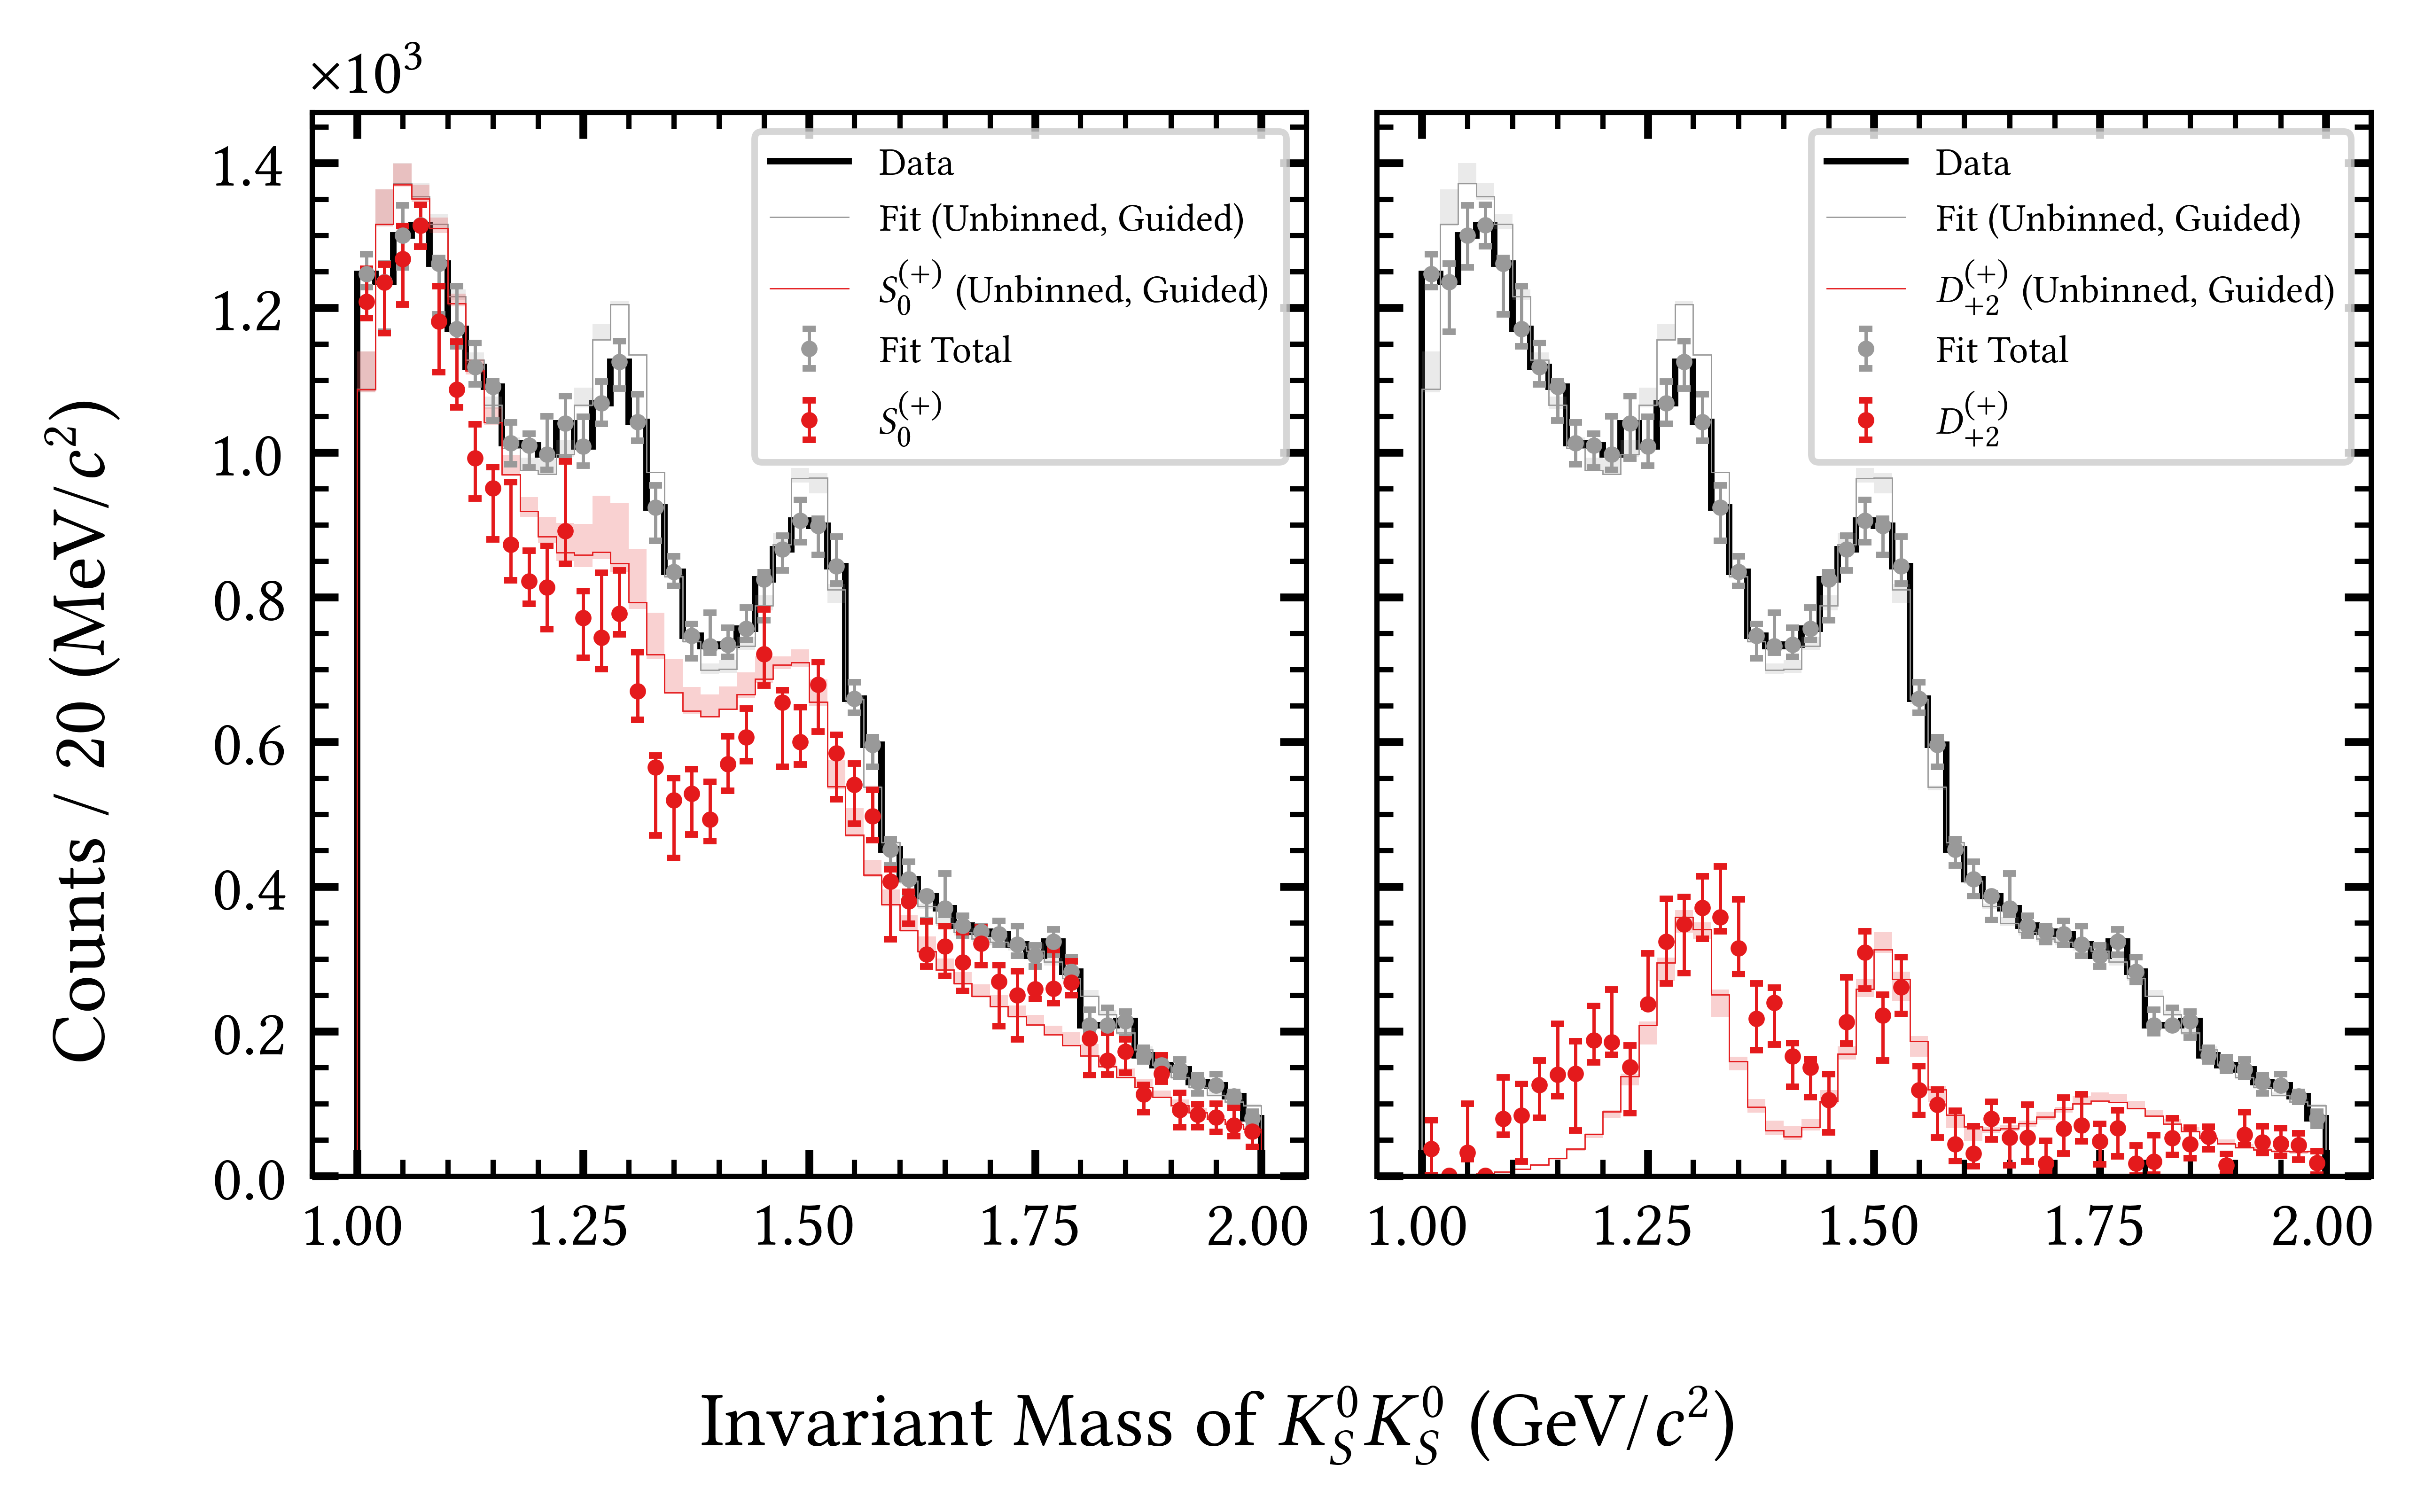 ×10³
Counts / 20 (MeV/c²)
1.4
1.2
1.0
0.8
0.6
0.4
0.2
0.0
Data
Fit (Unbinned, Guided)
S₀⁽⁺⁾ (Unbinned, Guided)
Fit Total
S₀⁽⁺⁾
1.00 1.25 1.50 1.75 2.00
Data
Fit (Unbinned, Guided)
D₊₂⁽⁺⁾ (Unbinned, Guided)
Fit Total
D₊₂⁽⁺⁾
1.00 1.25 1.50 1.75 2.00
Invariant Mass of K_S⁰K_S⁰ (GeV/c²)